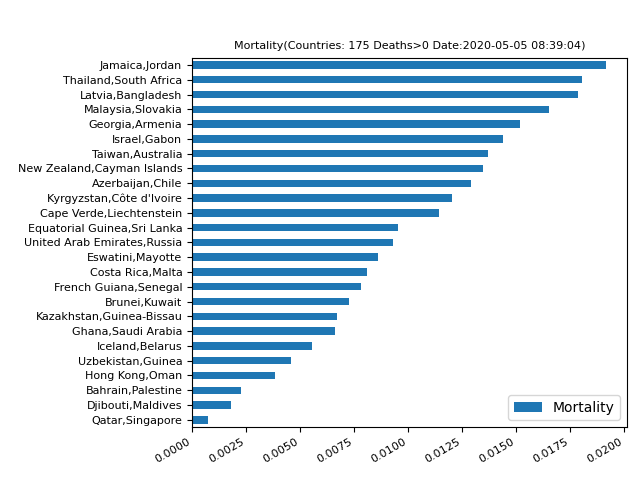 Mortality(Countries: 175 Deaths>0 Date:2020-05-05 08:39:04)
Jamaica,Jordan
Thailand,South Africa
Latvia,Bangladesh
Malaysia,Slovakia
Georgia,Armenia
Israel,Gabon
Taiwan,Australia
New Zealand,Cayman Islands
Azerbaijan,Chile
Kyrgyzstan,Côte d'Ivoire
Cape Verde,Liechtenstein
Equatorial Guinea,Sri Lanka
United Arab Emirates,Russia
Eswatini,Mayotte
Costa Rica,Malta
French Guiana,Senegal
Brunei,Kuwait
Kazakhstan,Guinea-Bissau
Ghana,Saudi Arabia
Iceland,Belarus
Uzbekistan,Guinea
Hong Kong,Oman
Bahrain,Palestine
Djibouti,Maldives
Qatar,Singapore
Mortality
0.0000 0.0025 0.0050 0.0075 0.0100 0.0125 0.0150 0.0175 0.0200